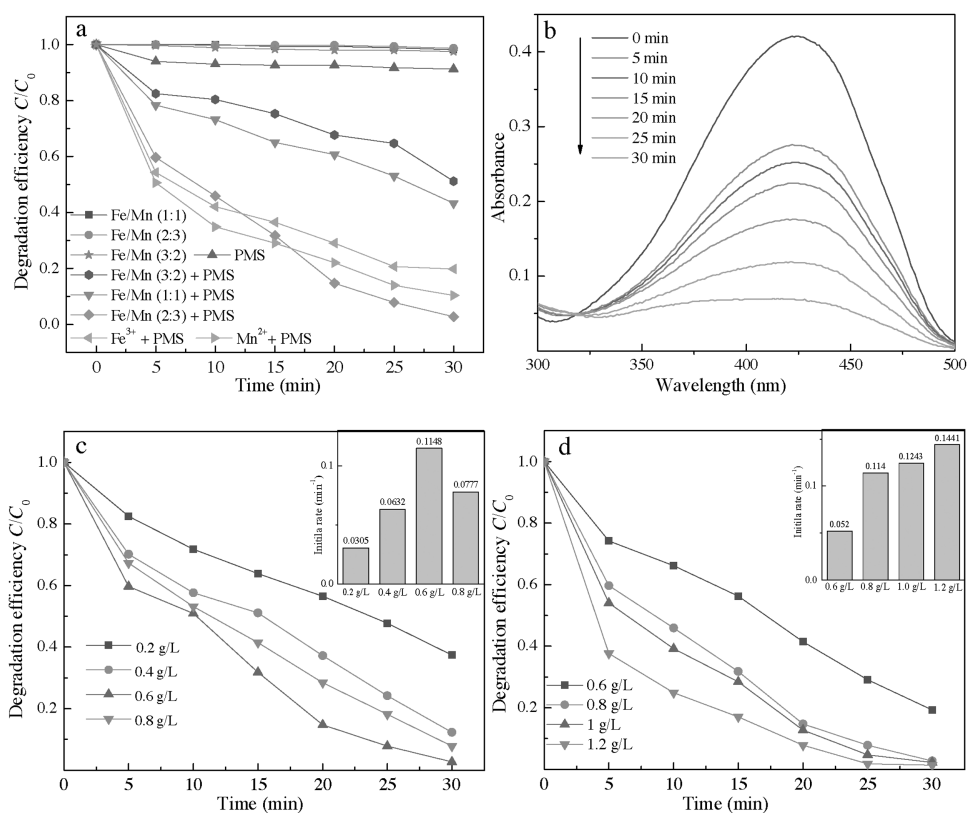 a
Degradation efficiency C/C0
1.0
0.8
0.6
0.4
0.2
0.0
Fe/Mn (1:1)
Fe/Mn (2:3)
Fe/Mn (3:2) PMS
Fe/Mn (3:2) + PMS
Fe/Mn (1:1) + PMS
Fe/Mn (2:3) + PMS
Fe3+ + PMS Mn2+ + PMS
0 5 10 15 20 25 30
Time (min)
b
Absorbance
0.4
0.3
0.2
0.1
0 min
5 min
10 min
15 min
20 min
25 min
30 min
300 350 400 450 500
Wavelength (nm)
c
Degradation efficiency C/C0
1.0
0.8
0.6
0.4
0.2
0.2 g/L
0.4 g/L
0.6 g/L
0.8 g/L
0 5 10 15 20 25 30
Time (min)
Initila rate (min-1)
0.1
0.0
0.0305
0.0632
0.1148
0.0777
0.2 g/L 0.4 g/L 0.6 g/L 0.8 g/L
d
Degradation efficiency C/C0
1.0
0.8
0.6
0.4
0.2
0.6 g/L
0.8 g/L
1 g/L
1.2 g/L
0 5 10 15 20 25 30
Time (min)
Initila rate (min-1)
0.1
0.0
0.052
0.114
0.1243
0.1441
0.6 g/L 0.8 g/L 1.0 g/L 1.2 g/L